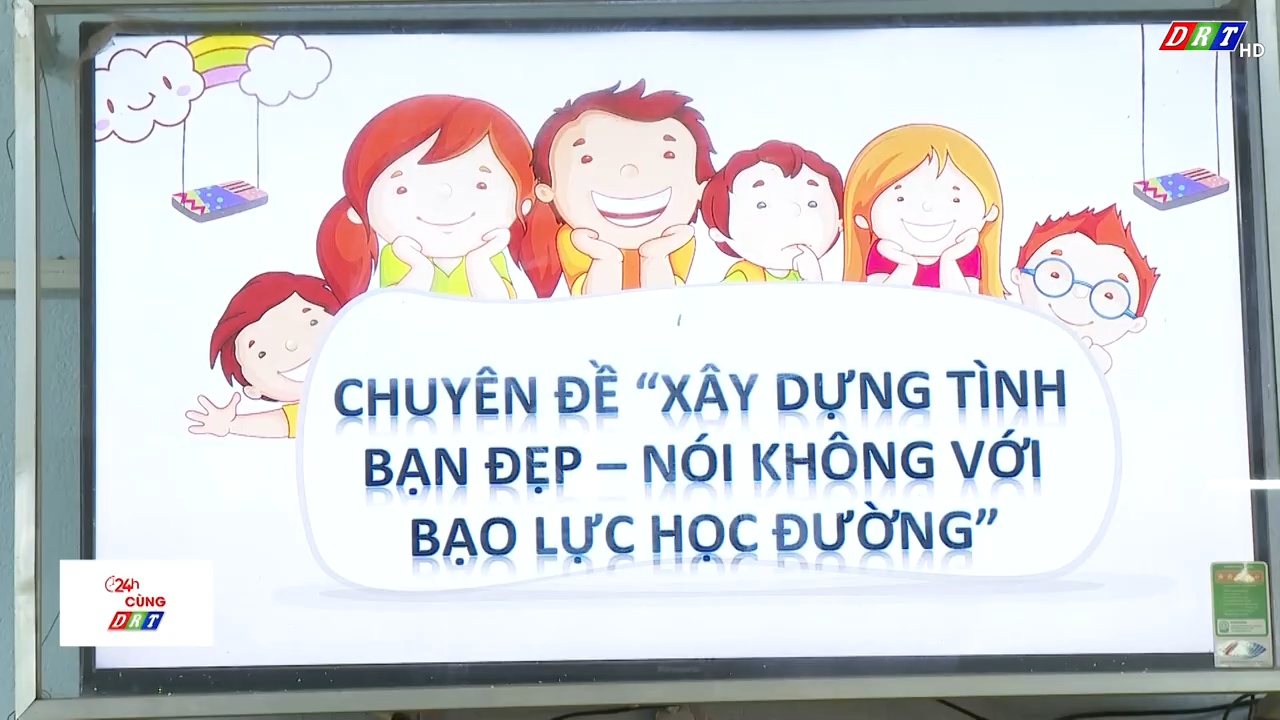 DRT HD
CHUYÊN ĐỀ “XÂY DỰNG TÌNH
BẠN ĐẸP – NÓI KHÔNG VỚI
BẠO LỰC HỌC ĐƯỜNG”
24h
CÙNG
DRT